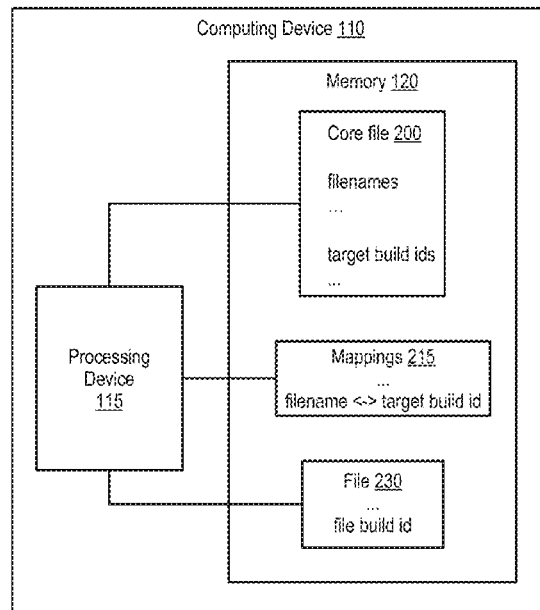 Computing Device 110
Memory 120
Core file 200
filenames
...
target build ids
...
Processing
Device
115
Mappings 215
...
filename <-> target build id
File 230
...
file build id